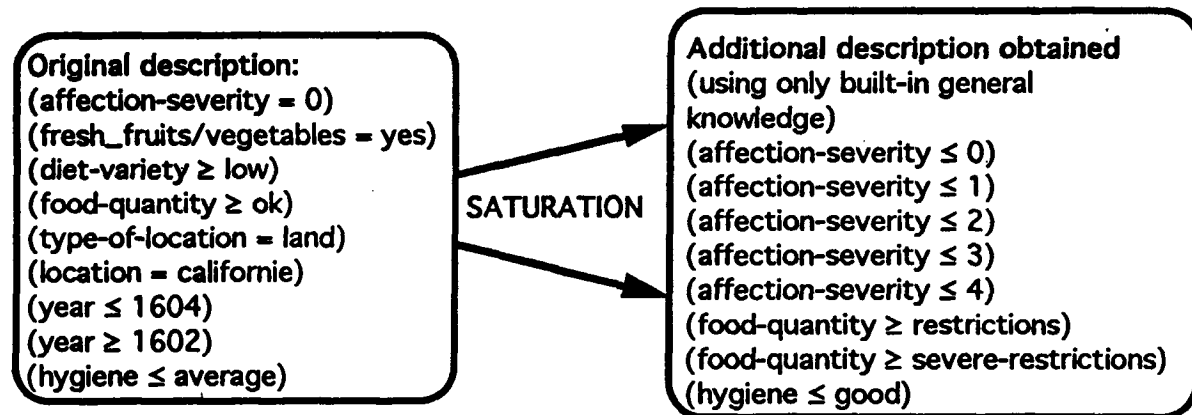 Original description:
(affection-severity = 0)
(fresh_fruits/vegetables = yes)
(diet-variety ≥ low)
(food-quantity ≥ ok)
(type-of-location = land)
(location = californie)
(year ≤ 1604)
(year ≥ 1602)
(hygiene ≤ average)
SATURATION
Additional description obtained
(using only built-in general
knowledge)
(affection-severity ≤ 0)
(affection-severity ≤ 1)
(affection-severity ≤ 2)
(affection-severity ≤ 3)
(affection-severity ≤ 4)
(food-quantity ≥ restrictions)
(food-quantity ≥ severe-restrictions)
(hygiene ≤ good)